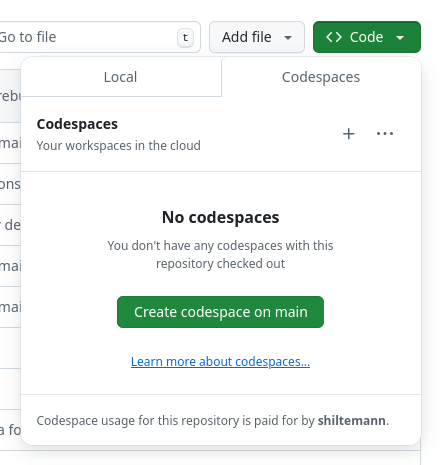 Go to file
t
Add file
Code
Local
Codespaces
Codespaces
Your workspaces in the cloud
No codespaces
You don't have any codespaces with this
repository checked out
Create codespace on main
Learn more about codespaces...
Codespace usage for this repository is paid for by shiltemann.